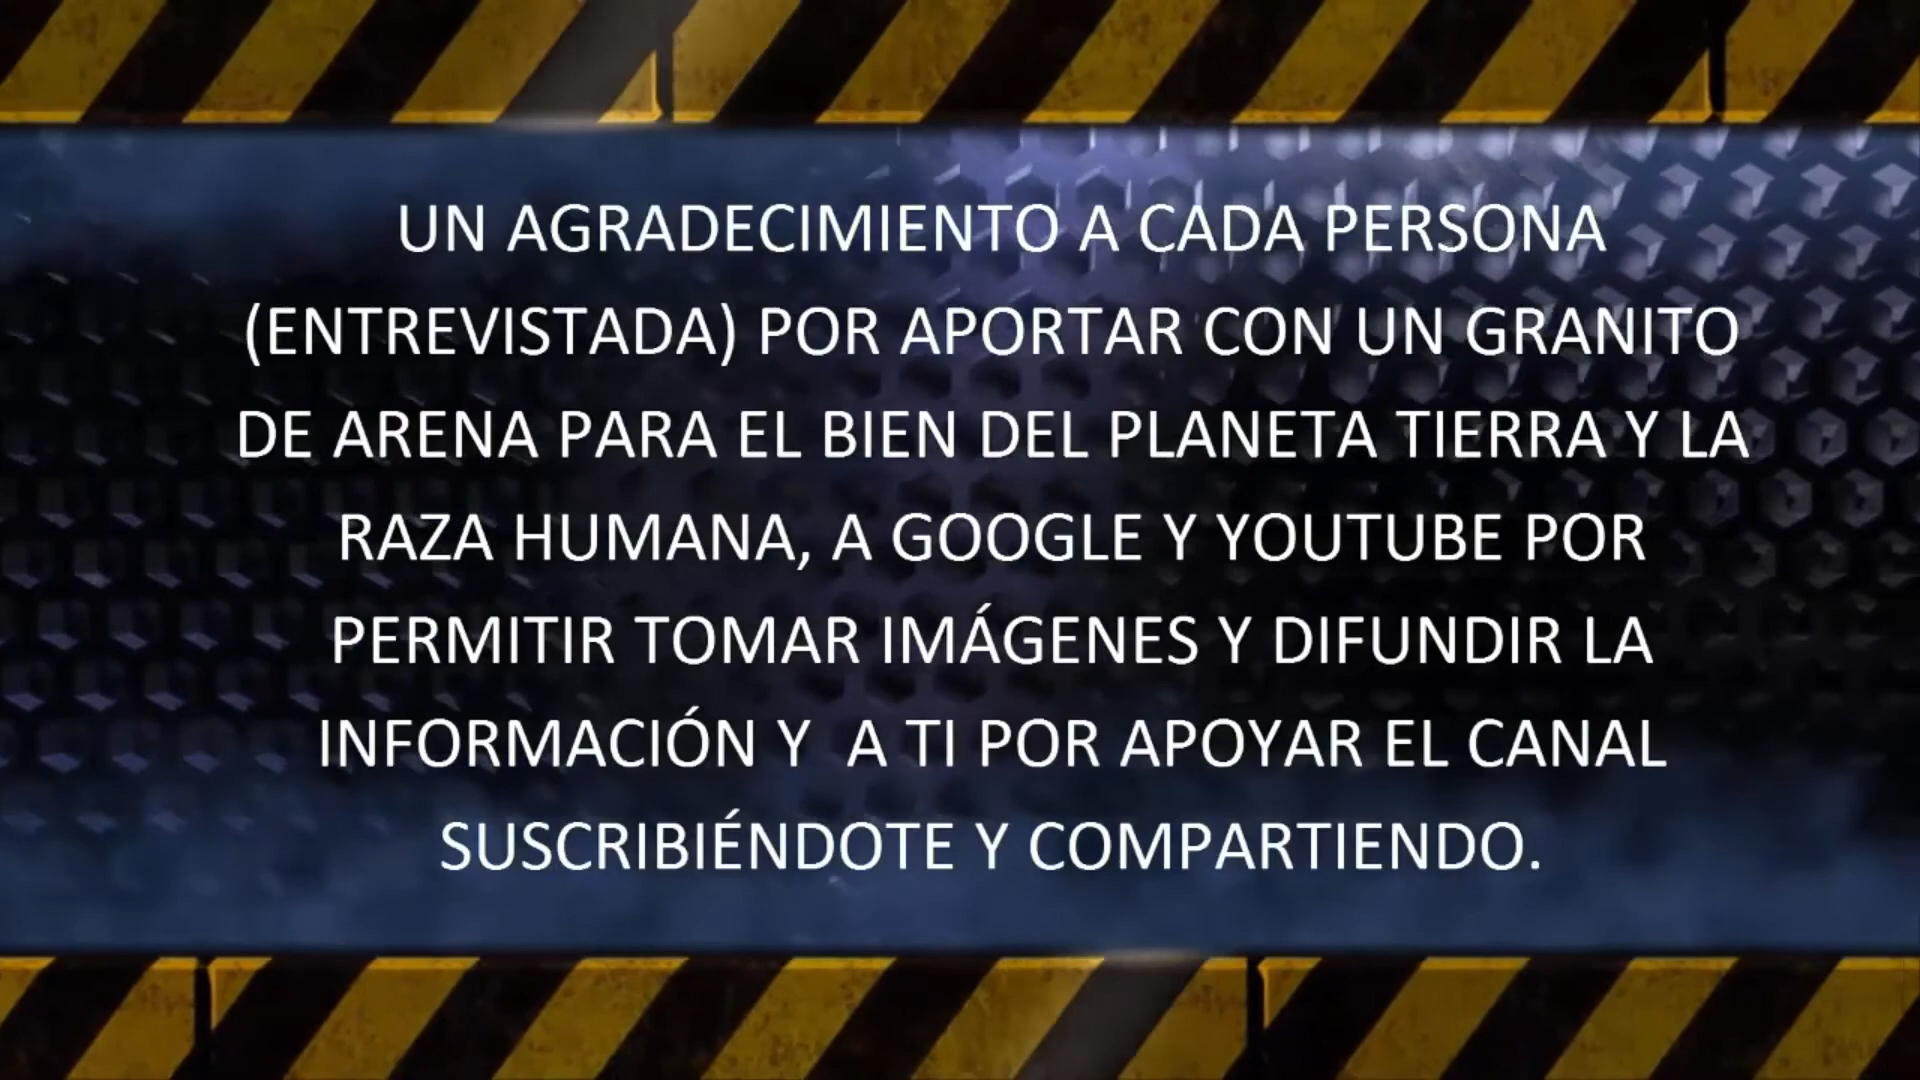 UN AGRADECIMIENTO A CADA PERSONA
(ENTREVISTADA) POR APORTAR CON UN GRANITO
DE ARENA PARA EL BIEN DEL PLANETA TIERRA Y LA
RAZA HUMANA, A GOOGLE Y YOUTUBE POR
PERMITIR TOMAR IMÁGENES Y DIFUNDIR LA
INFORMACIÓN Y  A TI POR APOYAR EL CANAL
SUSCRIBIÉNDOTE Y COMPARTIENDO.